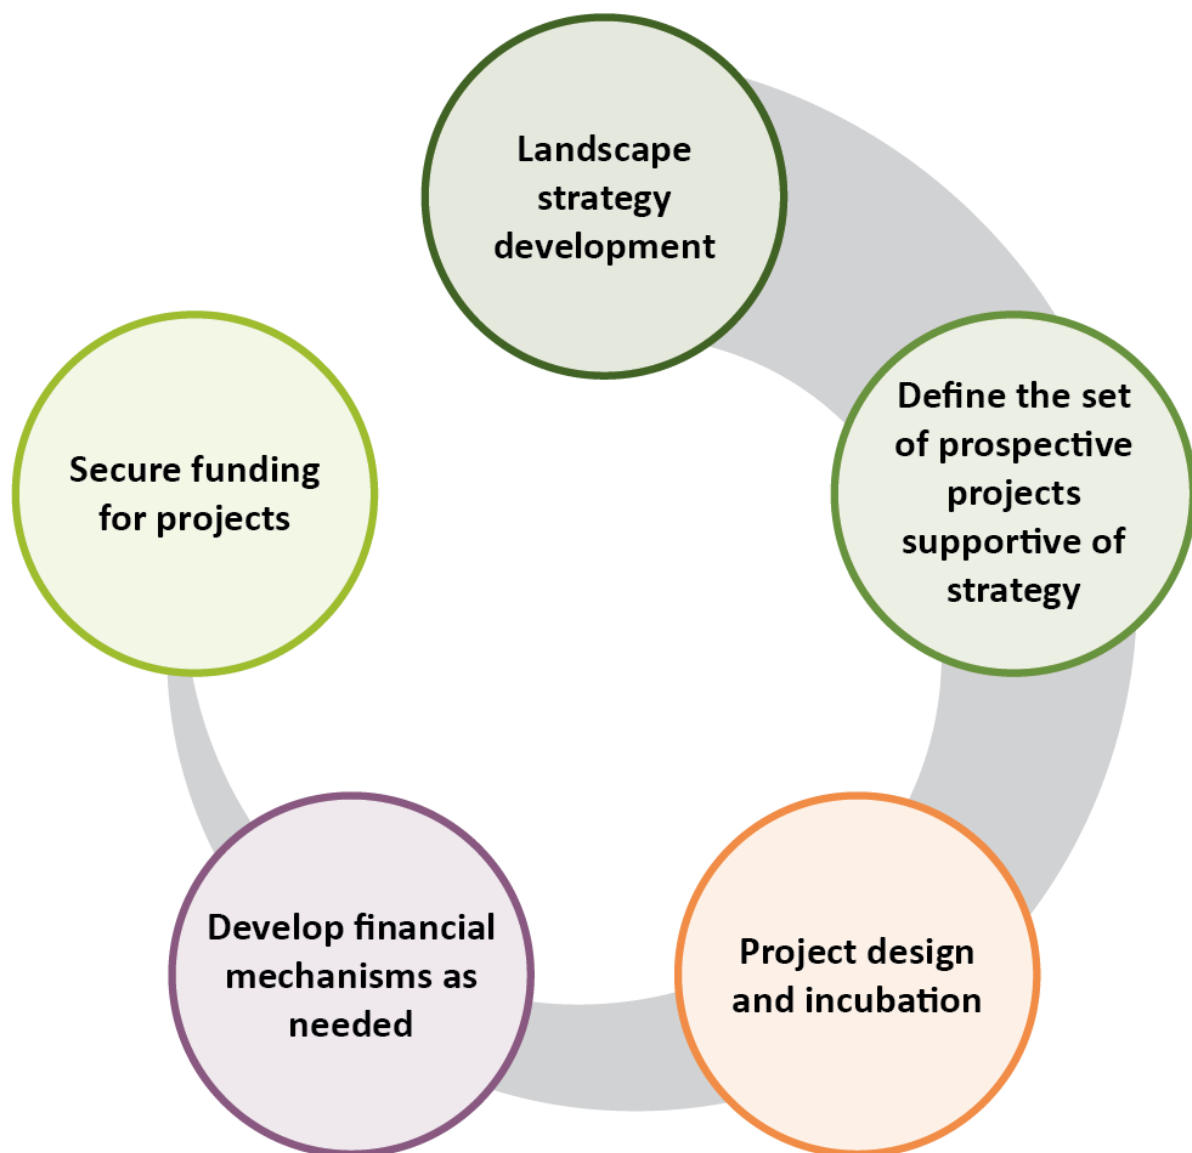 Landscape
strategy
development
Define the set
of prospective
projects
supportive of
strategy
Project design
and incubation
Develop financial
mechanisms as
needed
Secure funding
for projects